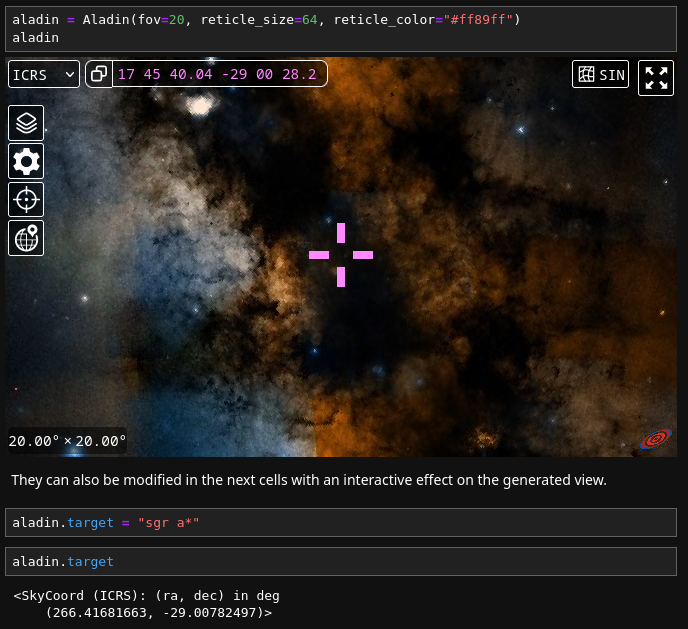 aladin = Aladin(fov=20, reticle_size=64, reticle_color="#ff89ff")
aladin
ICRS
17 45 40.04 -29 00 28.2
SIN
20.00° × 20.00°
They can also be modified in the next cells with an interactive effect on the generated view.
aladin.target = "sgr a*"
aladin.target
<SkyCoord (ICRS): (ra, dec) in deg
    (266.41681663, -29.00782497)>